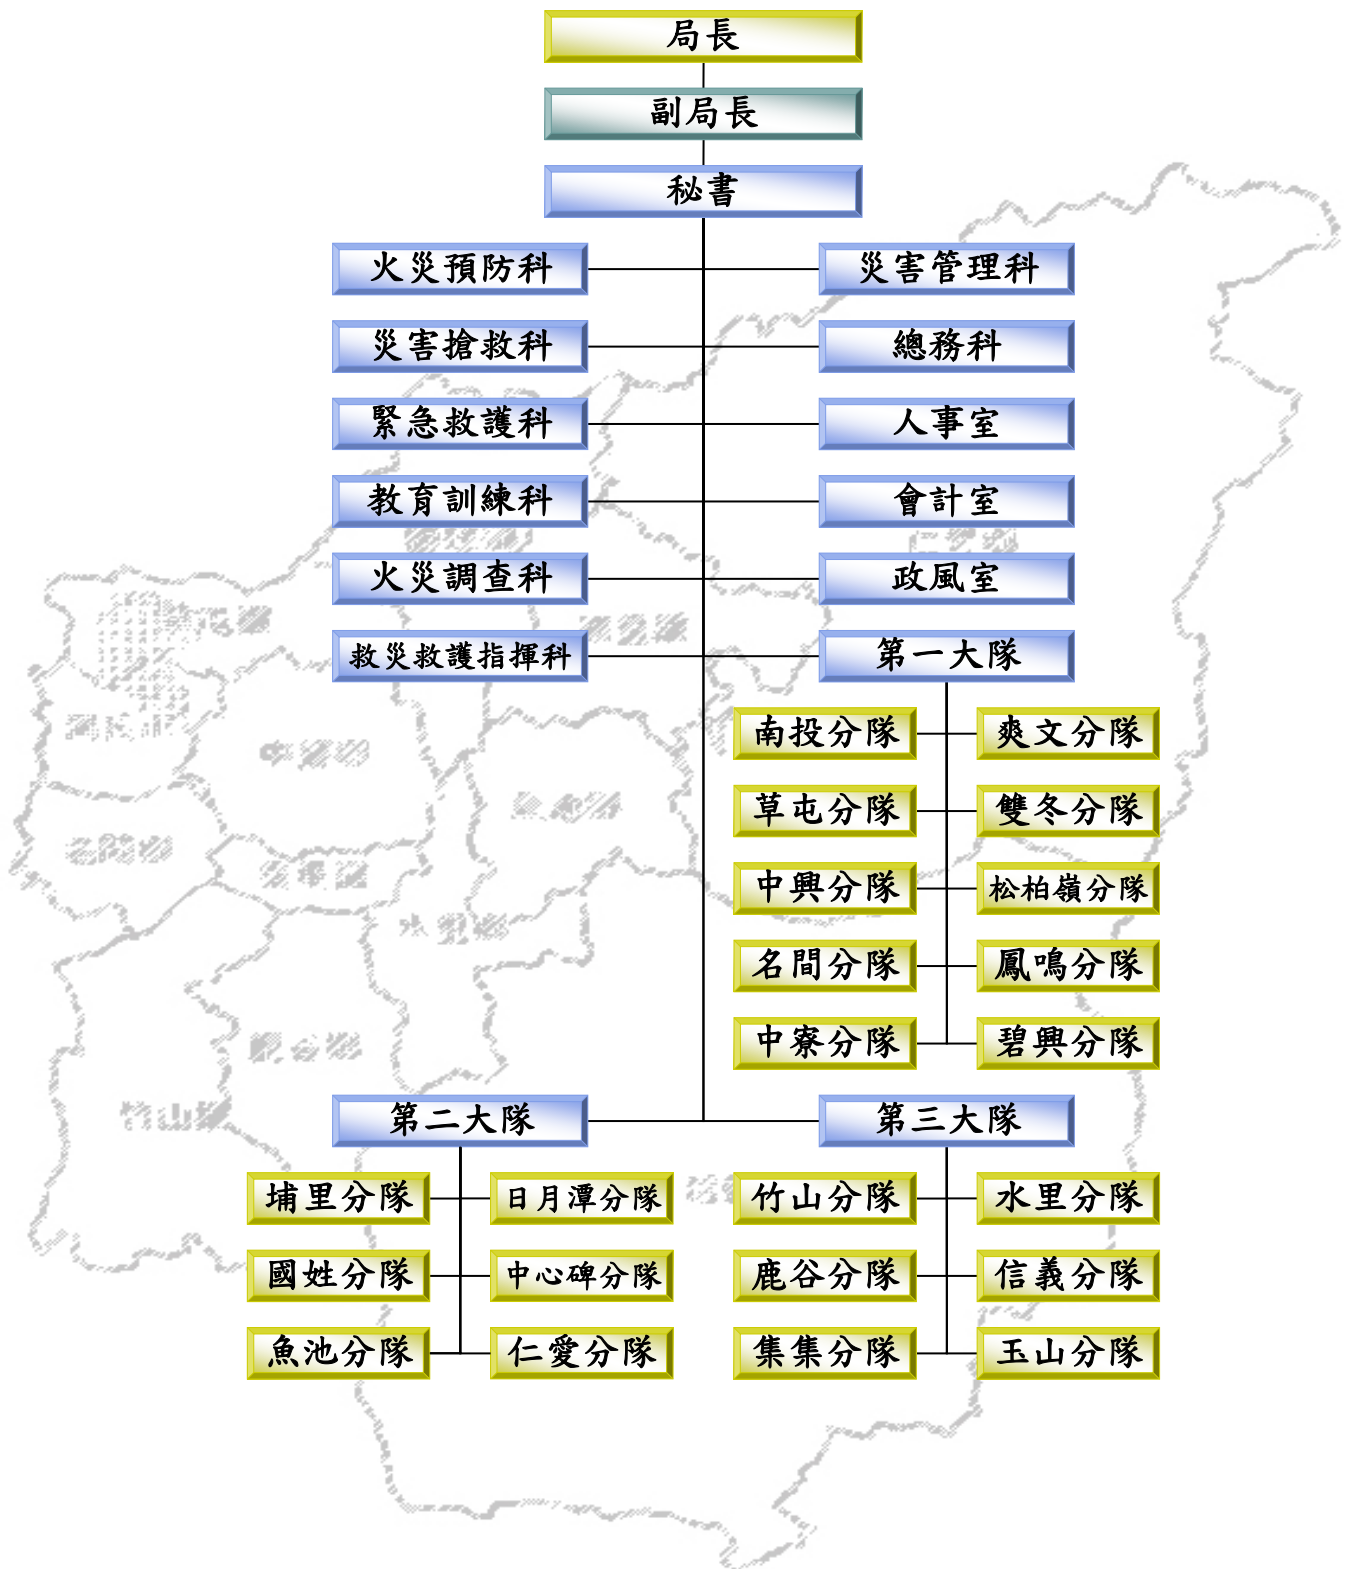 局長
副局長
秘書
火災預防科
災害管理科
災害搶救科
總務科
緊急救護科
人事室
教育訓練科
會計室
火災調查科
政風室
救災救護指揮科
第一大隊
南投分隊
爽文分隊
草屯分隊
雙冬分隊
中興分隊
松柏嶺分隊
名間分隊
鳳鳴分隊
中寮分隊
碧興分隊
第二大隊
第三大隊
埔里分隊
日月潭分隊
竹山分隊
水里分隊
國姓分隊
中心碑分隊
鹿谷分隊
信義分隊
魚池分隊
仁愛分隊
集集分隊
玉山分隊